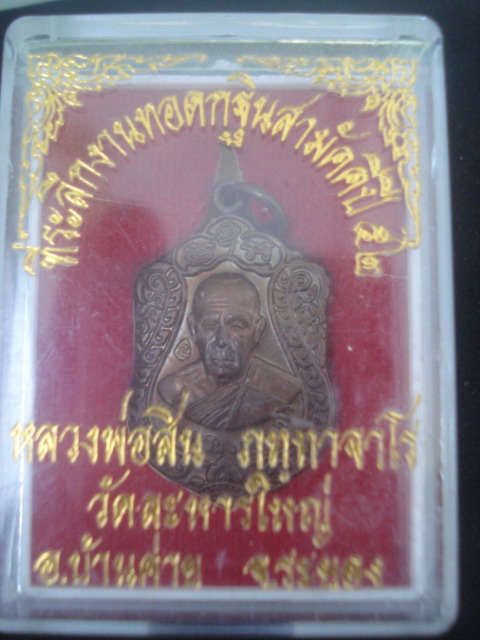 ที่ระลึกงานทอดกฐินสามัคคีปี ๕๒
หลวงพ่อสิน ภทฺทาจาโร
วัดละหารใหญ่
อ.บ้านค่าย จ.ระยอง